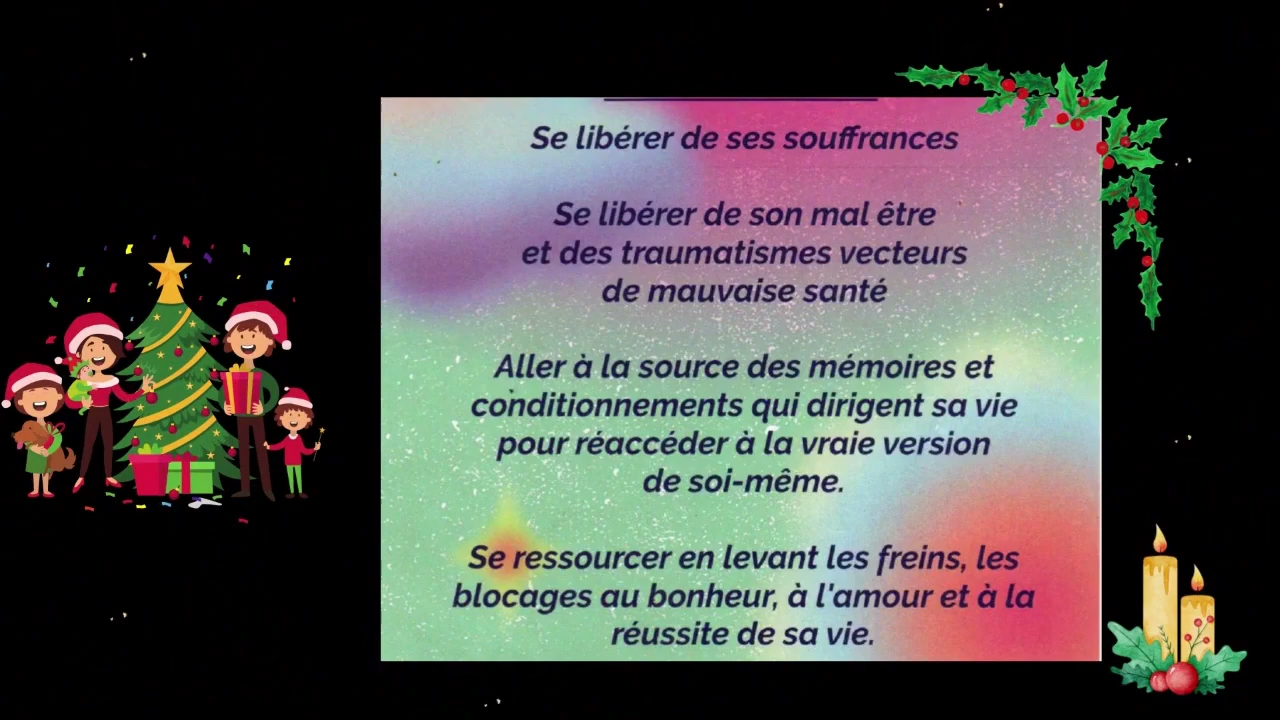 Se libérer de ses souffrances
Se libérer de son mal être
et des traumatismes vecteurs
de mauvaise santé
Aller à la source des mémoires et
conditionnements qui dirigent sa vie
pour réaccéder à la vraie version
de soi-même.
Se ressourcer en levant les freins, les
blocages au bonheur, à l'amour et à la
réussite de sa vie.